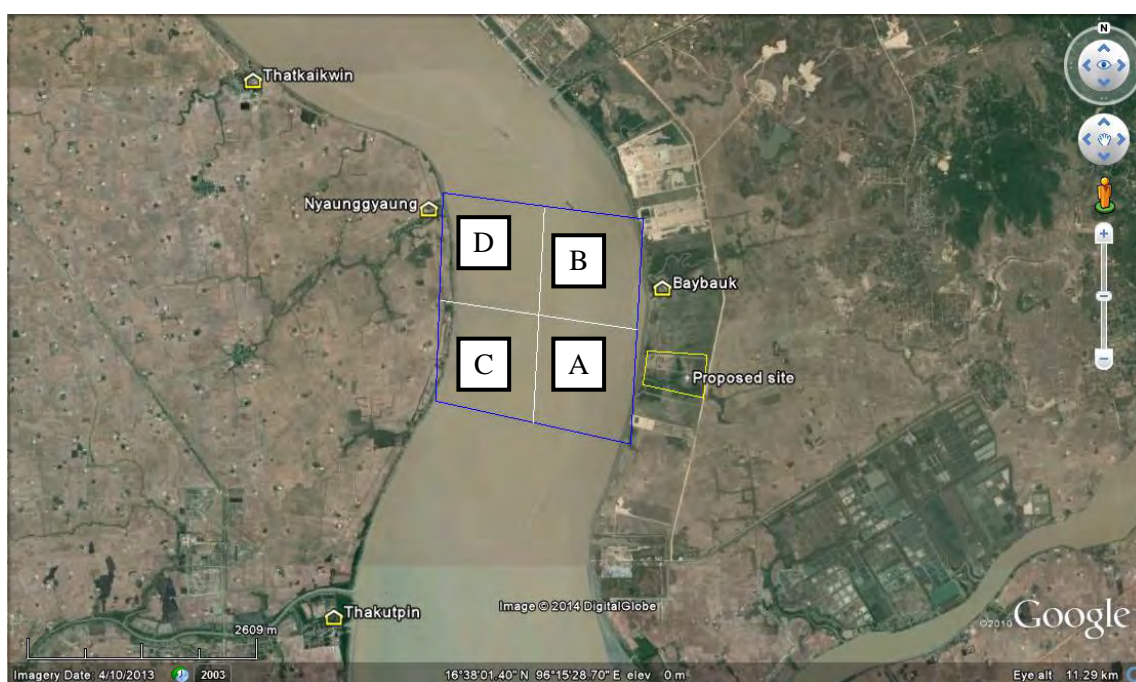 N
Thatkaikwin
Nyaunggyaung
D
B
Baybauk
C
A
Proposed site
Thakutpin
Image © 2014 DigitalGlobe
©2010 Google
2609 m
Imagery Date: 4/10/2013
2003
16°38'01.40" N 96°15'28.70" E elev 0 m
Eye alt 11.29 km